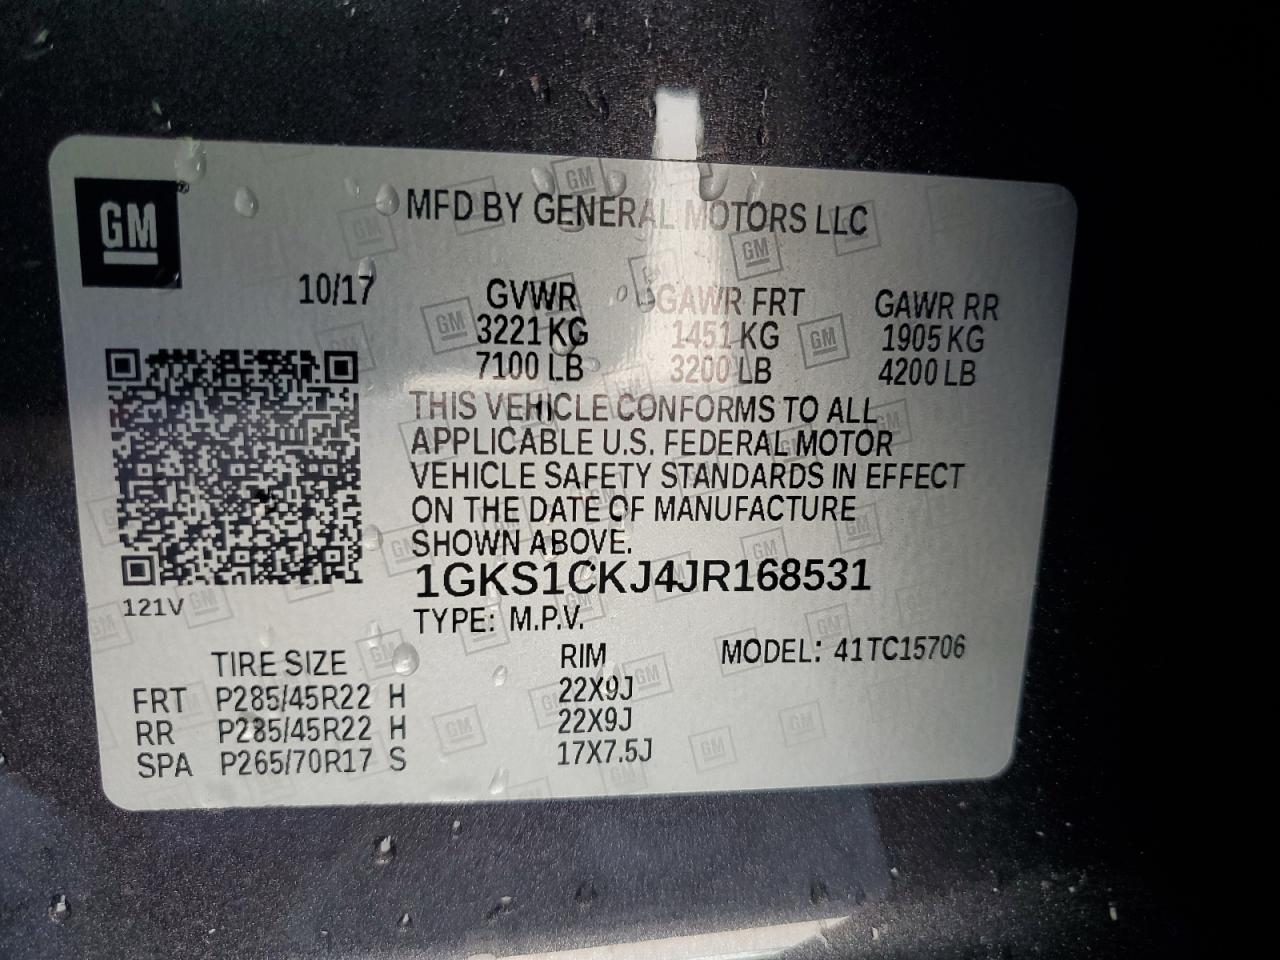 GM
MFD BY GENERAL MOTORS LLC
10/17 GVWR GAWR FRT GAWR RR
3221 KG 1451 KG 1905 KG
7100 LB 3200 LB 4200 LB
THIS VEHICLE CONFORMS TO ALL
APPLICABLE U.S. FEDERAL MOTOR
VEHICLE SAFETY STANDARDS IN EFFECT
ON THE DATE OF MANUFACTURE
SHOWN ABOVE.
1GKS1CKJ4JR168531
121V
TYPE: M.P.V.
TIRE SIZE RIM MODEL: 41TC15706
FRT P285/45R22 H 22X9J
RR P285/45R22 H 22X9J
SPA P265/70R17 S 17X7.5J